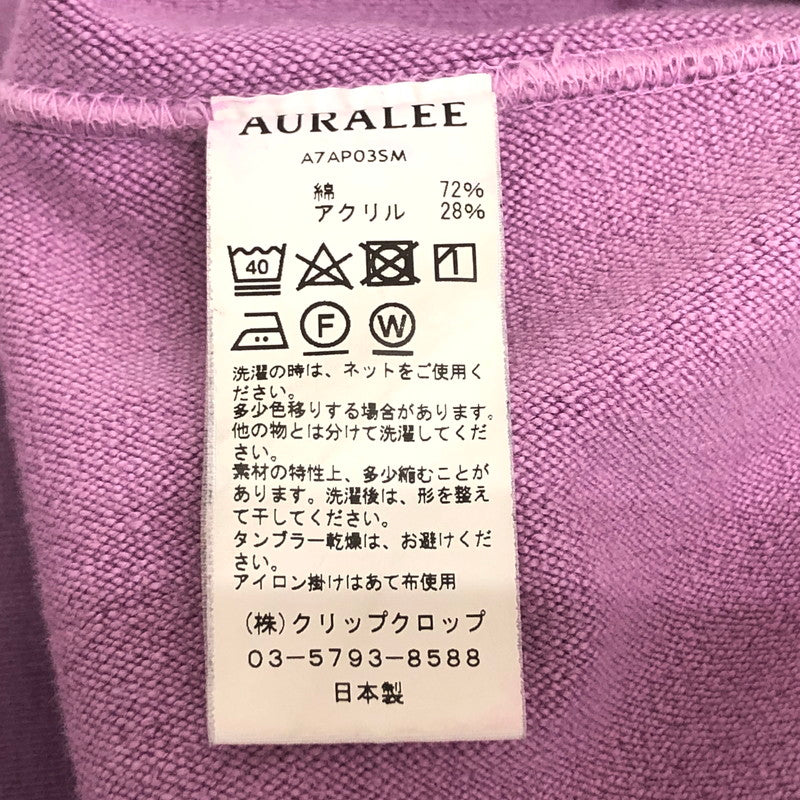 AURALEE
A7AP03SM
綿 72%
アクリル 28%
40
F W
洗濯の時は、ネットをご使用く
ださい。
多少色移りする場合があります。
他の物とは分けて洗濯してくだ
さい。
素材の特性上、多少縮むことが
あります。洗濯後は、形を整え
て干してください。
タンブラー乾燥は、お避けくだ
さい。
アイロン掛けはあて布使用
(株)クリップクロップ
03-5793-8588
日本製